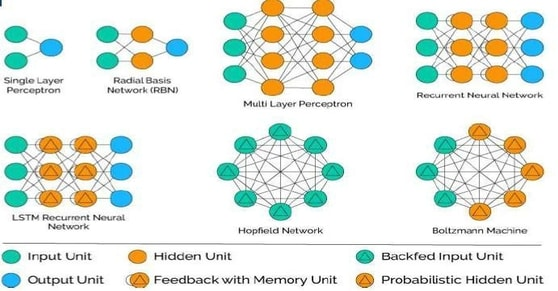 Single Layer
Perceptron
Radial Basis
Network (RBN)
Multi Layer Perceptron
Recurrent Neural Network
LSTM Recurrent Neural
Network
Hopfield Network
Boltzmann Machine
Input Unit
Hidden Unit
Backfed Input Unit
Output Unit
Feedback with Memory Unit
Probabilistic Hidden Unit